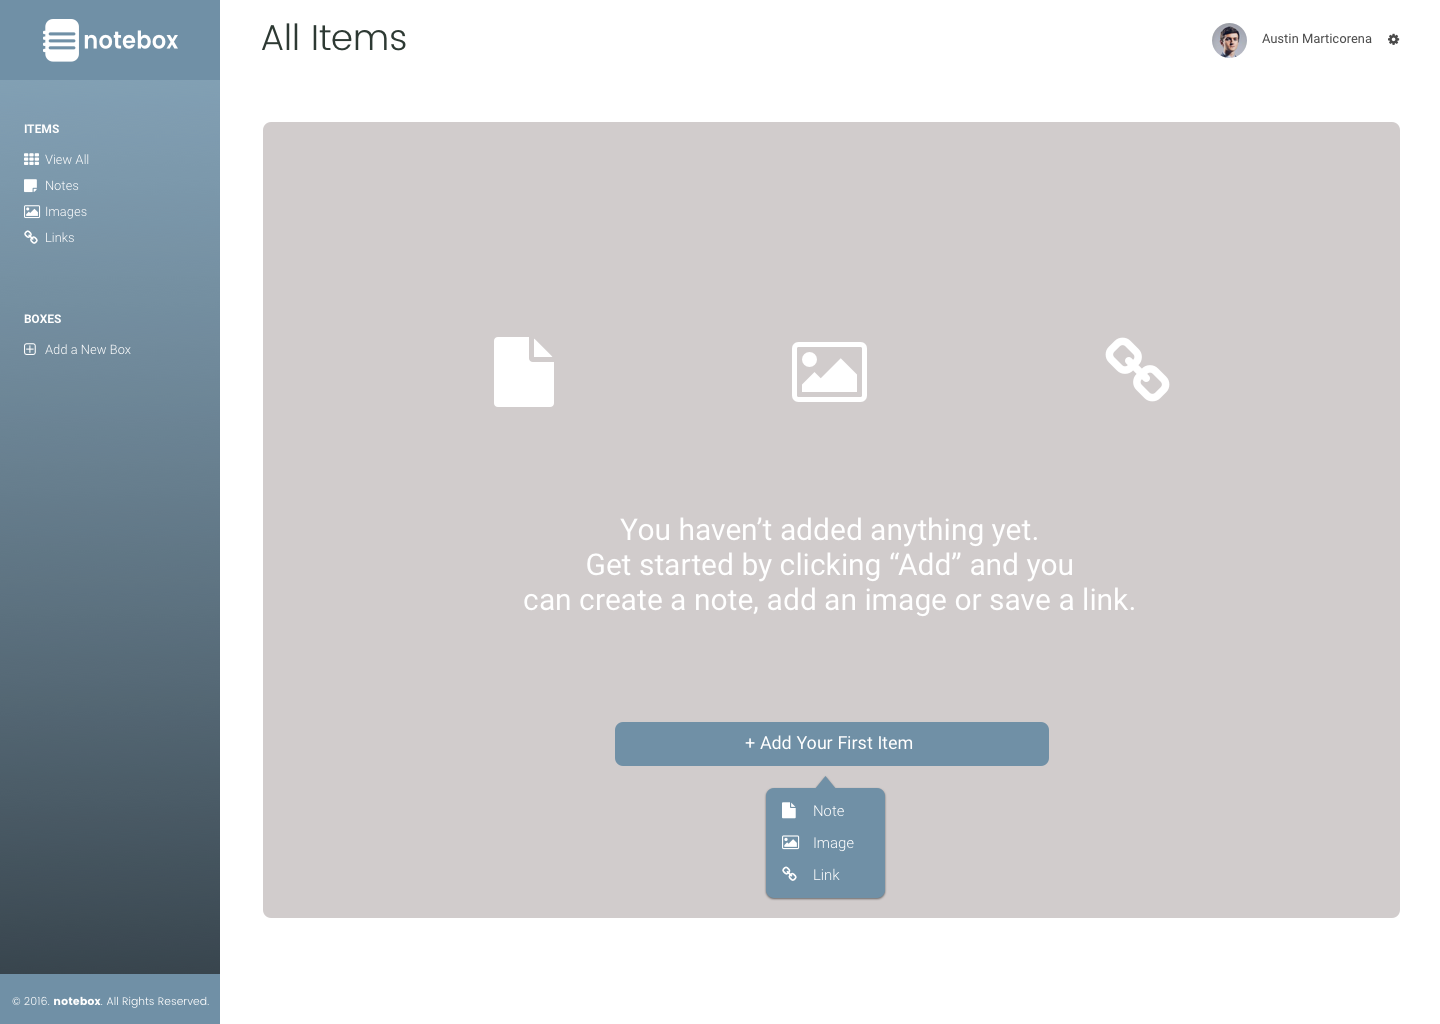 notebox
All Items
Austin Marticorena
ITEMS
View All
Notes
Images
Links
BOXES
Add a New Box
You haven’t added anything yet.
Get started by clicking “Add” and you
can create a note, add an image or save a link.
+ Add Your First Item
Note
Image
Link
© 2016. notebox. All Rights Reserved.